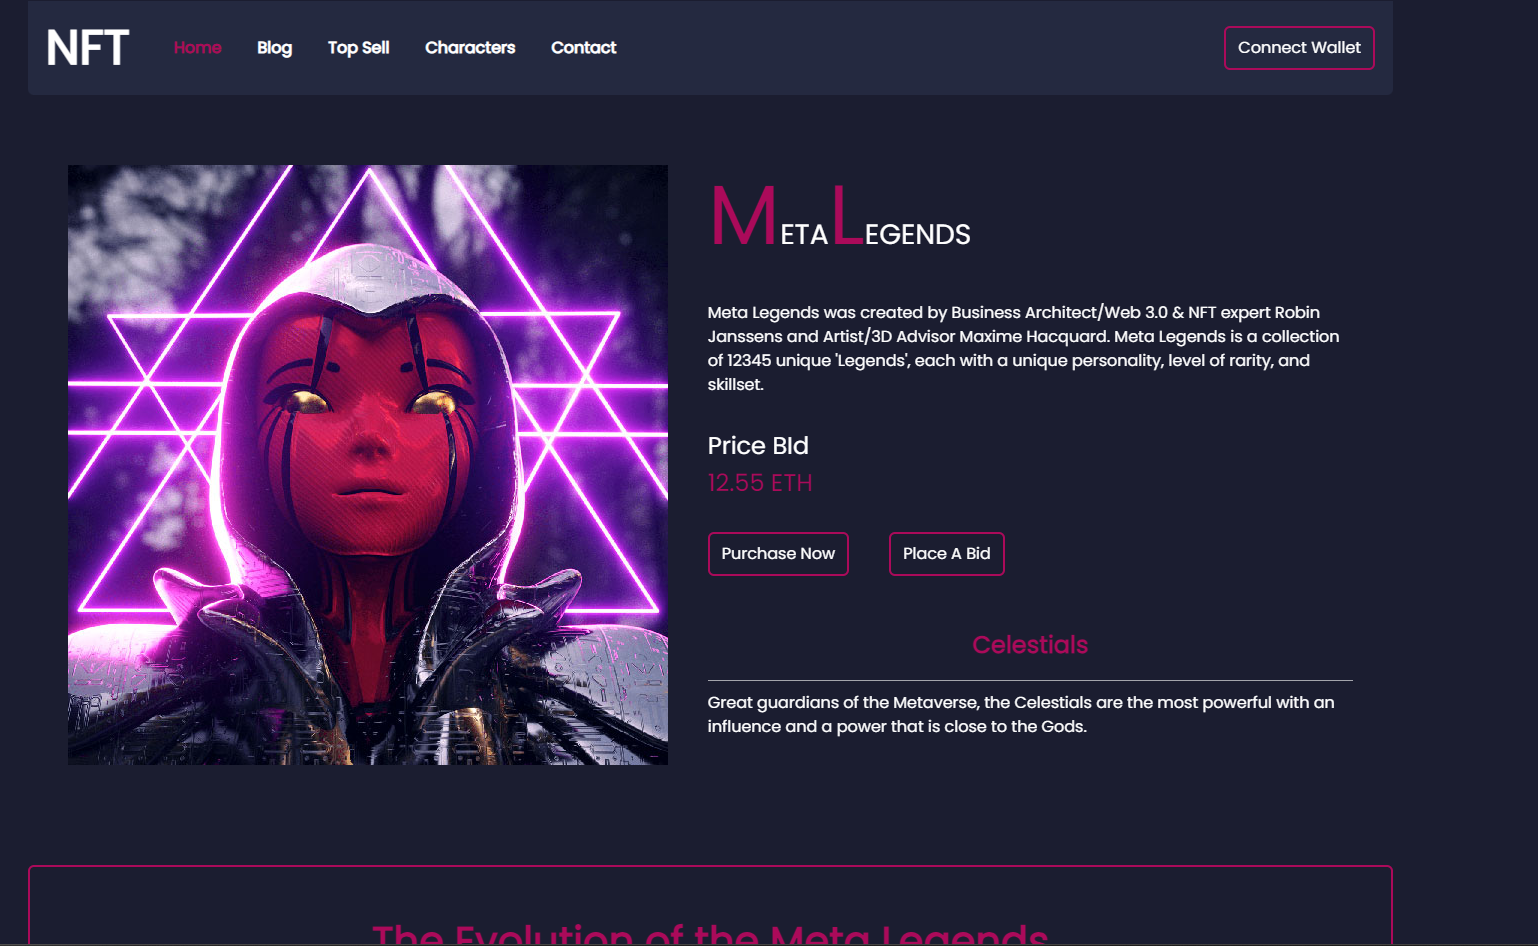 NFT
Home
Blog
Top Sell
Characters
Contact
Connect Wallet
META LEGENDS
Meta Legends was created by Business Architect/Web 3.0 & NFT expert Robin
Janssens and Artist/3D Advisor Maxime Hacquard. Meta Legends is a collection
of 12345 unique 'Legends', each with a unique personality, level of rarity, and
skillset.
Price BId
12.55 ETH
Purchase Now
Place A Bid
Celestials
Great guardians of the Metaverse, the Celestials are the most powerful with an
influence and a power that is close to the Gods.
The Evolution of the Meta Legends